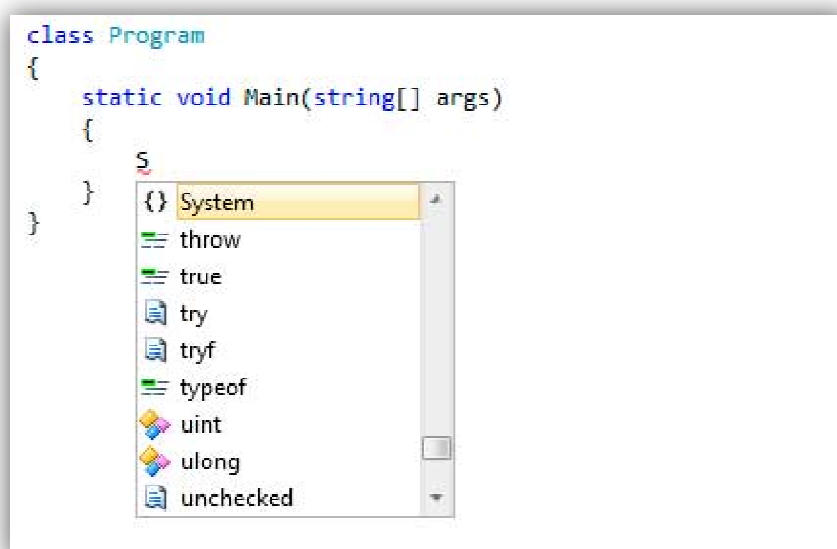 class Program
{
    static void Main(string[] args)
    {
        S
    }
}
{} System
throw
true
try
tryf
typeof
uint
ulong
unchecked